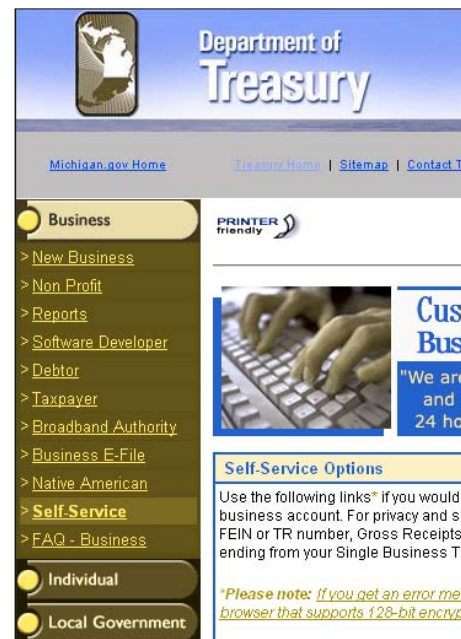 Department of
Treasury
Michigan.gov Home
Treasury Home | Sitemap | Contact T
Business
PRINTER
friendly
> New Business
> Non Profit
> Reports
> Software Developer
> Debtor
> Taxpayer
> Broadband Authority
> Business E-File
> Native American
> Self-Service
> FAQ - Business
Individual
Local Government
Cus
Bus
"We are
and
24 ho
Self-Service Options
Use the following links* if you would
business account. For privacy and s
FEIN or TR number, Gross Receipts
ending from your Single Business T
*Please note: If you get an error me
browser that supports 128-bit encryp